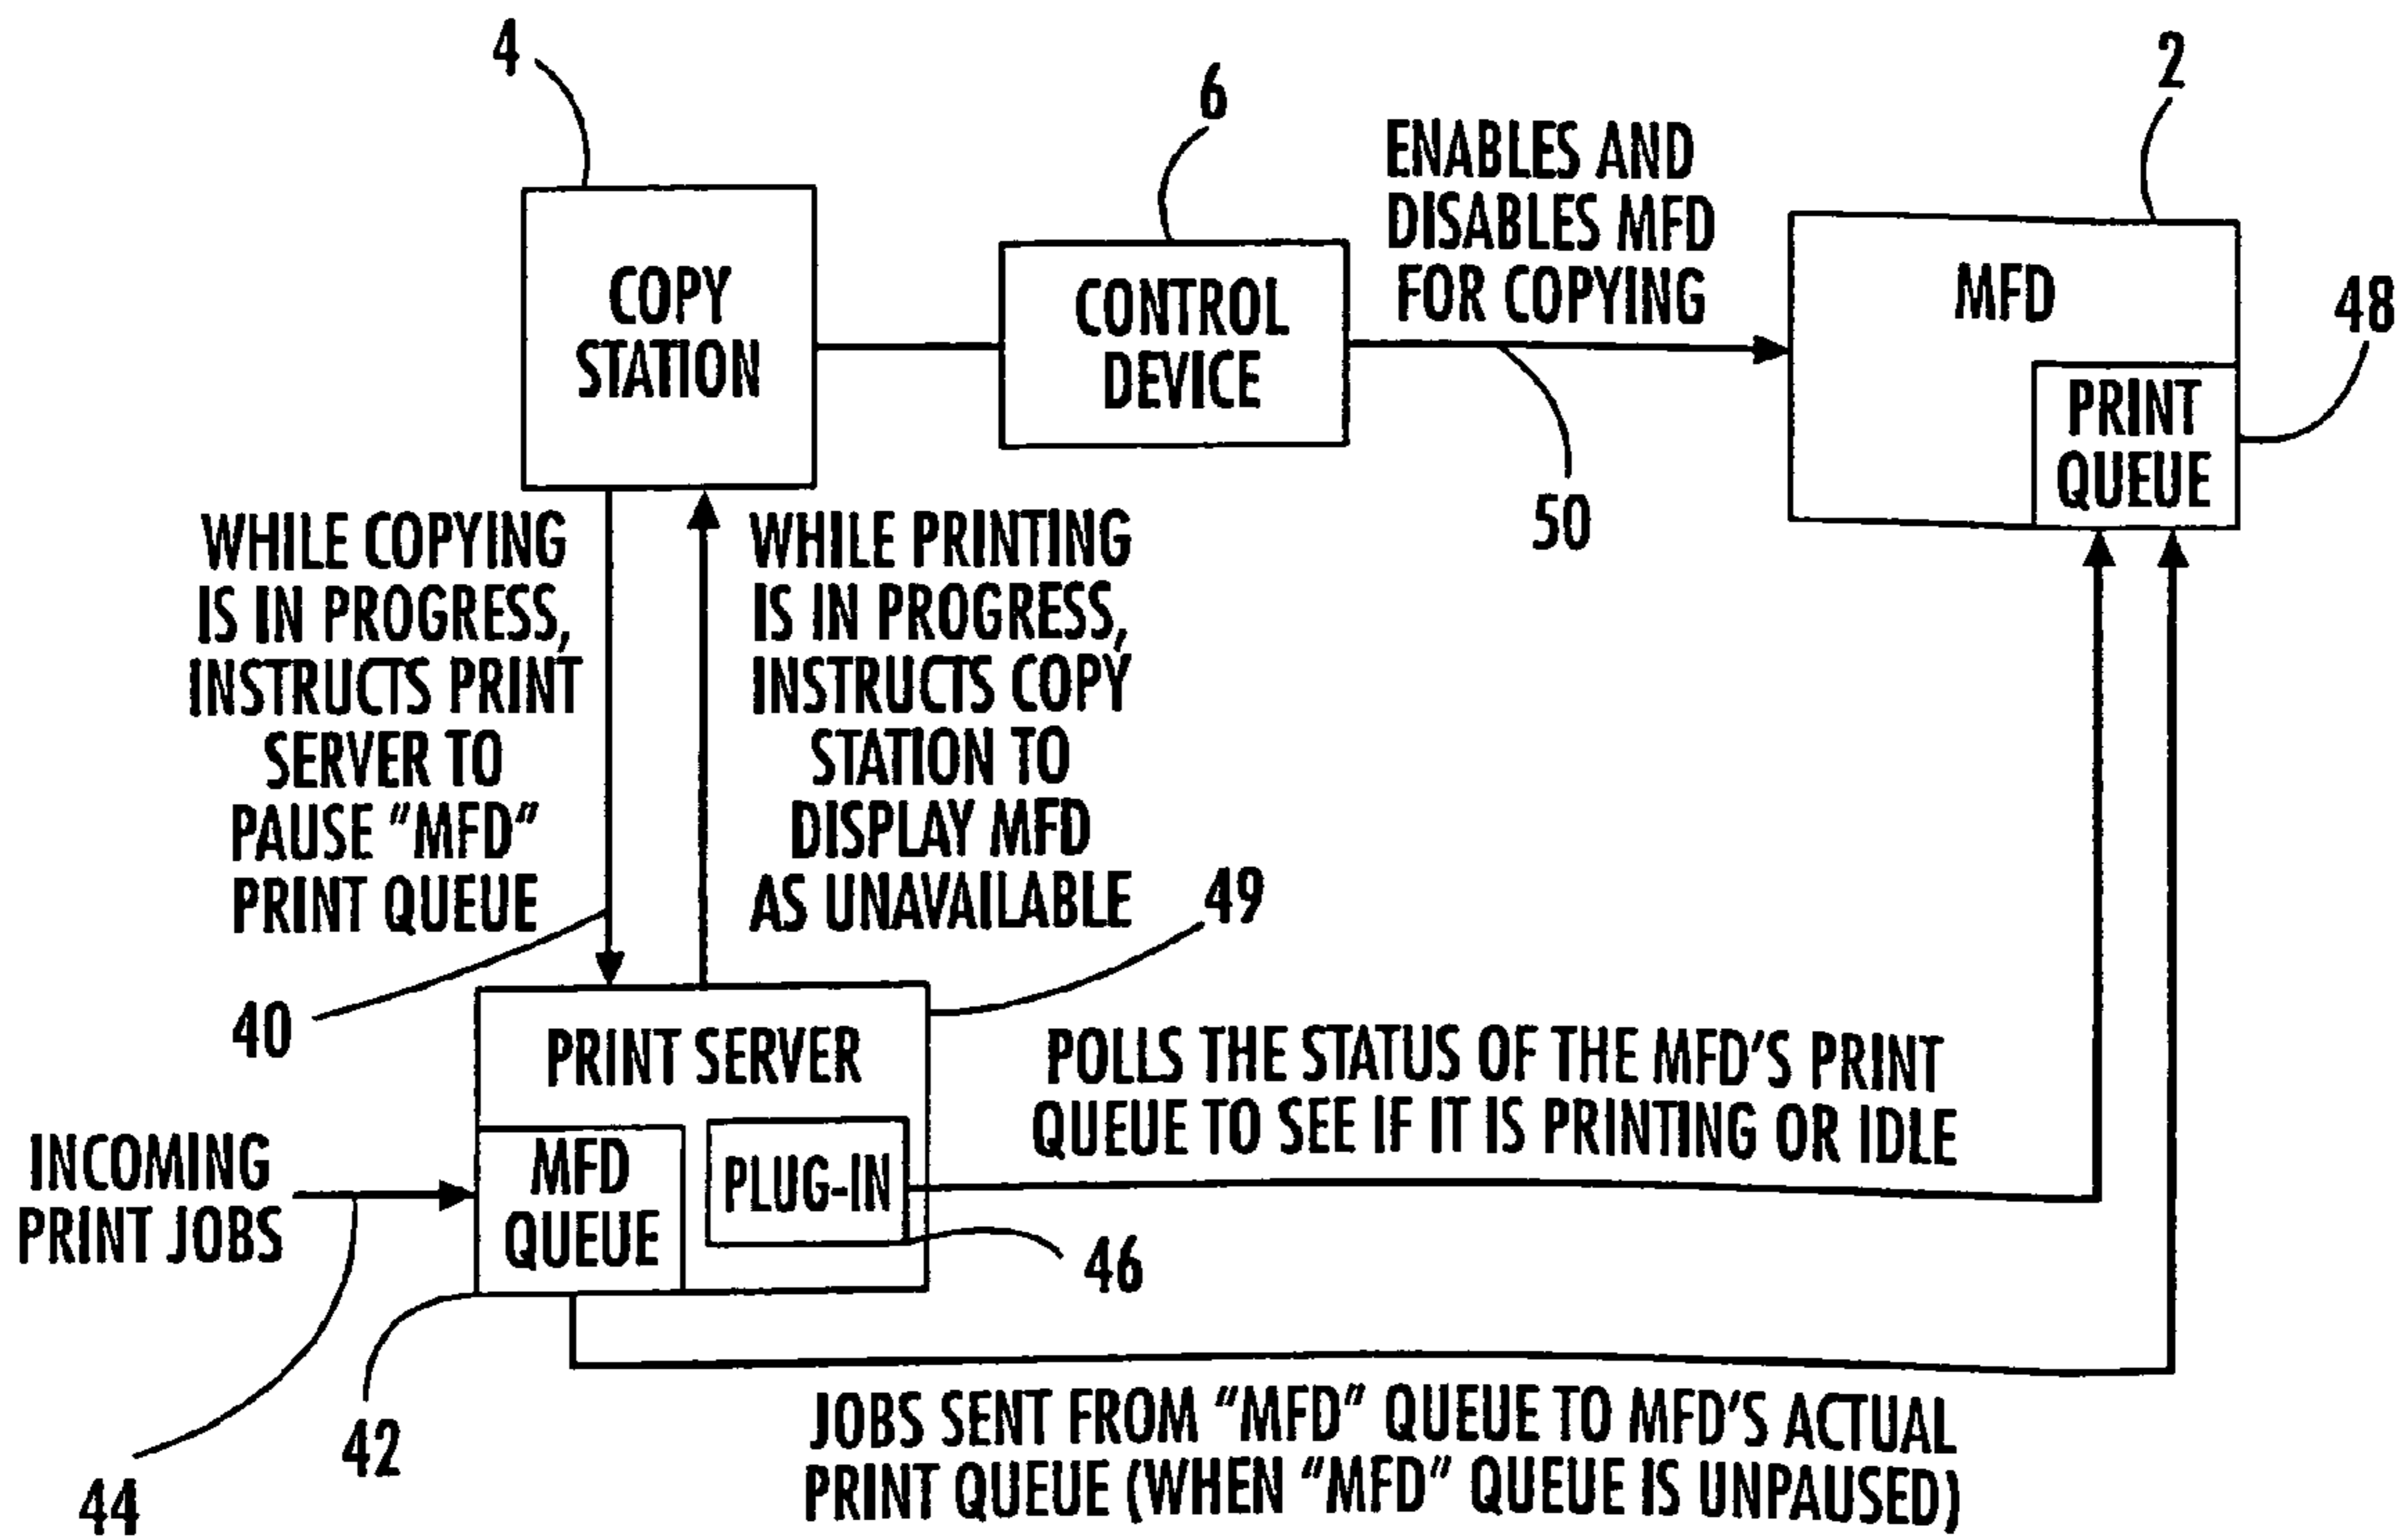 4
6
2
ENABLES AND
DISABLES MFD
FOR COPYING
COPY
STATION
CONTROL
DEVICE
MFD
48
PRINT
QUEUE
50
WHILE COPYING
IS IN PROGRESS,
INSTRUCTS PRINT
SERVER TO
PAUSE "MFD"
PRINT QUEUE
WHILE PRINTING
IS IN PROGRESS,
INSTRUCTS COPY
STATION TO
DISPLAY MFD
AS UNAVAILABLE
49
40
PRINT SERVER
POLLS THE STATUS OF THE MFD'S PRINT
QUEUE TO SEE IF IT IS PRINTING OR IDLE
INCOMING
PRINT JOBS
MFD
QUEUE
PLUG-IN
46
42
44
JOBS SENT FROM "MFD" QUEUE TO MFD'S ACTUAL
PRINT QUEUE (WHEN "MFD" QUEUE IS UNPAUSED)